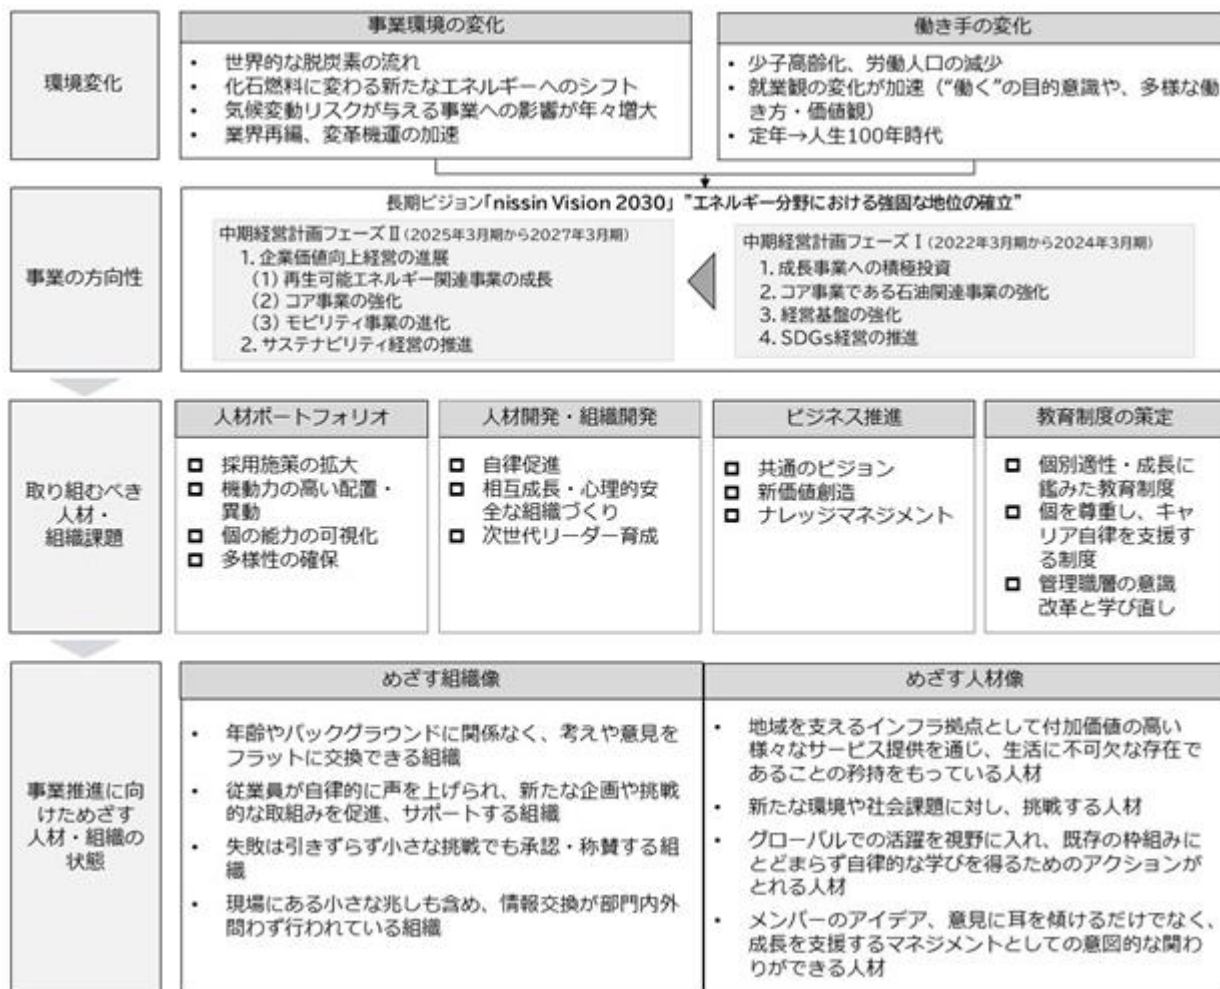 環境変化
事業環境の変化
• 世界的な脱炭素の流れ
• 化石燃料に変わる新たなエネルギーへのシフト
• 気候変動リスクが与える事業への影響が年々増大
• 業界再編、変革機運の加速
働き手の変化
• 少子高齢化、労働人口の減少
• 就業観の変化が加速（“働く”の目的意識や、多様な働
き方・価値観）
• 定年→人生100年時代
事業の方向性
長期ビジョン「nissin Vision 2030」”エネルギー分野における強固な地位の確立”
中期経営計画フェーズⅡ（2025年3月期から2027年3月期）
1. 企業価値向上経営の進展
（1）再生可能エネルギー関連事業の成長
（2）コア事業の強化
（3）モビリティ事業の進化
2. サステナビリティ経営の推進
中期経営計画フェーズⅠ（2022年3月期から2024年3月期）
1. 成長事業への積極投資
2. コア事業である石油関連事業の強化
3. 経営基盤の強化
4. SDGs経営の推進
取り組むべき
人材・
組織課題
人材ポートフォリオ
採用施策の拡大
機動力の高い配置・
異動
個の能力の可視化
多様性の確保
人材開発・組織開発
自律促進
相互成長・心理的安
全な組織づくり
次世代リーダー育成
ビジネス推進
共通のビジョン
新価値創造
ナレッジマネジメント
教育制度の策定
個別適性・成長に
鑑みた教育制度
個を尊重し、キャ
リア自律を支援す
る制度
管理職層の意識
改革と学び直し
事業推進に向
けためざす
人材・組織の
状態
めざす組織像
• 年齢やバックグラウンドに関係なく、考えや意見を
フラットに交換できる組織
• 従業員が自律的に声を上げられ、新たな企画や挑戦
的な取組みを促進、サポートする組織
• 失敗は引きずらず小さな挑戦でも承認・称賛する組
織
• 現場にある小さな兆しも含め、情報交換が部門内外
問わず行われている組織
めざす人材像
• 地域を支えるインフラ拠点として付加価値の高い
様々なサービス提供を通じ、生活に不可欠な存在で
あることの矜持をもっている人材
• 新たな環境や社会課題に対し、挑戦する人材
• グローバルでの活躍を視野に入れ、既存の枠組みに
とどまらず自律的な学びを得るためのアクションが
とれる人材
• メンバーのアイデア、意見に耳を傾けるだけでなく、
成長を支援するマネジメントとしての意図的な関わ
りができる人材